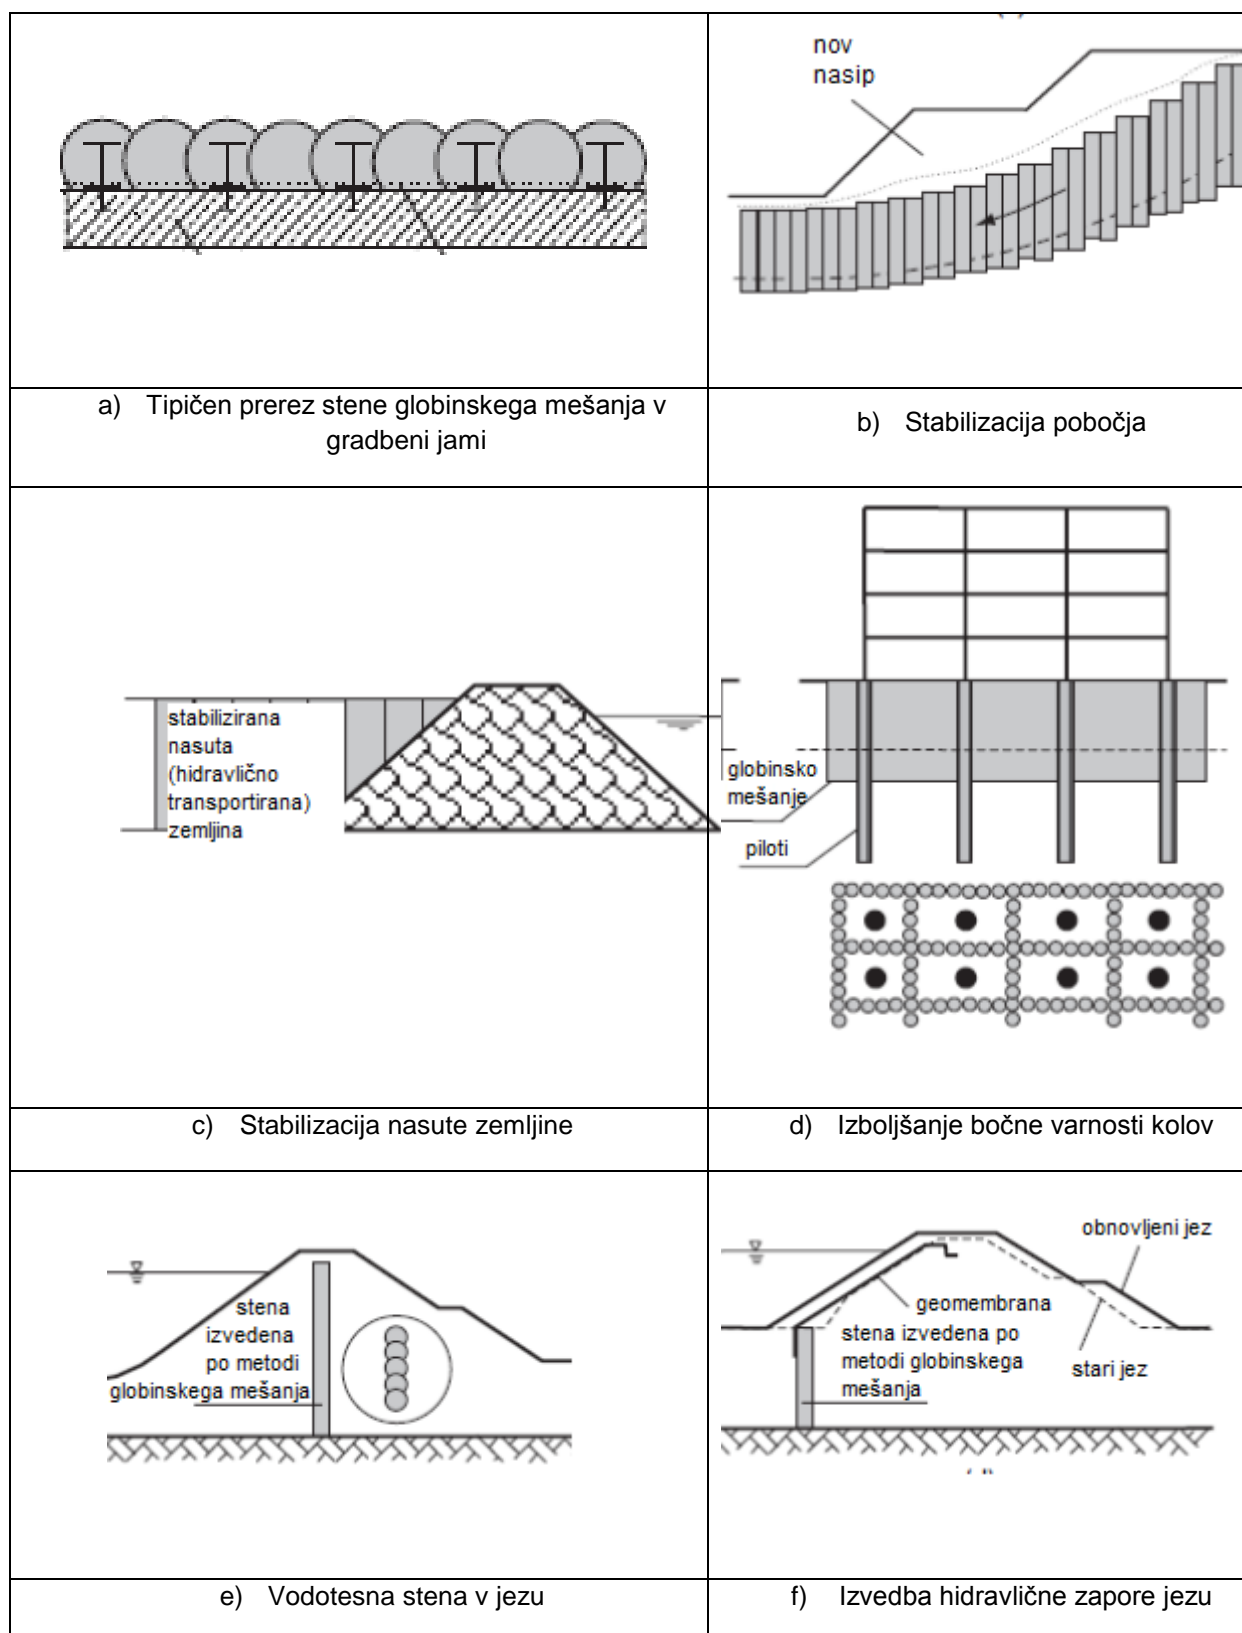 nov
nasip
a) Tipičen prerez stene globinskega mešanja v
gradbeni jami
b) Stabilizacija pobočja
stabilizirana
nasuta
(hidravlično
transportirana)
zemljina
globinsko
mešanje
piloti
c) Stabilizacija nasute zemljine
d) Izboljšanje bočne varnosti kolov
stena
izvedena
po metodi
globinskega mešanja
obnovljeni jez
geomembrana
stena izvedena po
metodi globinskega
mešanja
stari jez
e) Vodotesna stena v jezu
f) Izvedba hidravlične zapore jezu